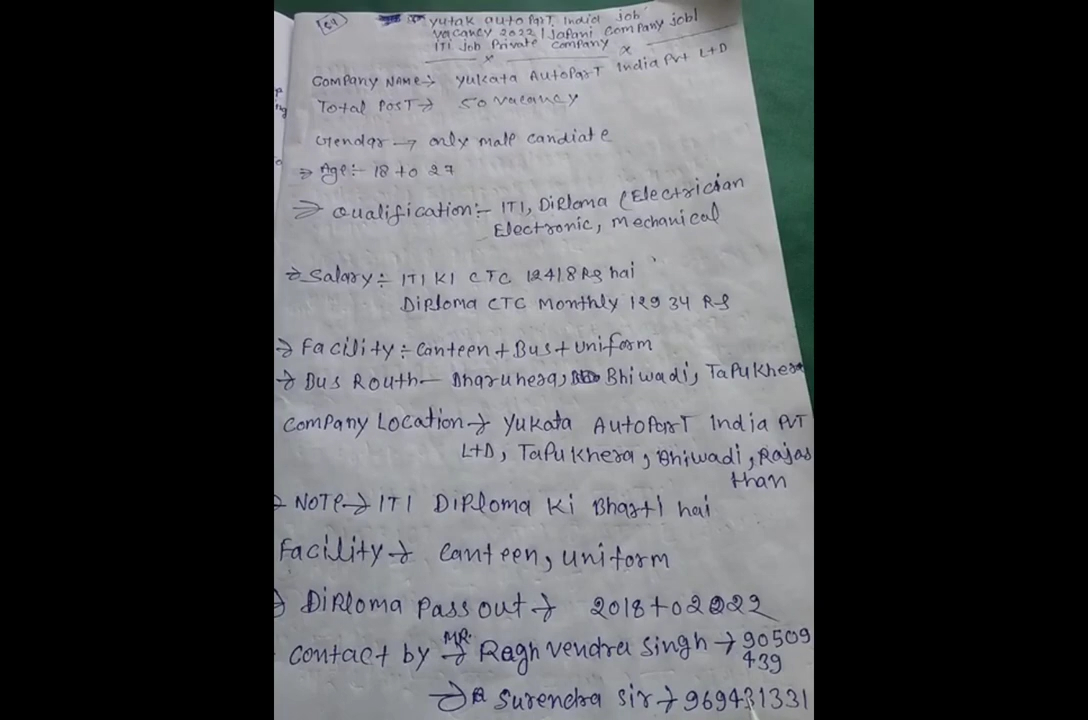 yutak auto Part India job
vacancy 2022 | Japani Company job |
ITI job Private company
Company Name:→ Yukata AutoParT India Pvt L+D
Total PosT→ 50 vacancy
Gendar → only male candiate
⇒ Age:- 18 to 27
⇒ Qualification:- ITI, Diploma (Electrician
Electronic, Mechanical
→ Salary:- ITI KI CTC 12418 Rs hai
Diploma CTC Monthly 12934 RS
→ Facility:- Canteen + Bus + uniform
→ Bus Routh- Dharuhera, Bhiwadi, Tapukhera
Company Location → Yukata AutoParT India PVT
L+D, Tapukhera, Bhiwadi, Rajas
than
→ NOTE→ ITI Diploma Ki Bharti hai
Facility → Canteen, uniform
→ Diploma Pass out → 2018 to 2022
MR.
Contact by → Raghvendra Singh → 90509
439
→ Surendra sir → 969431331